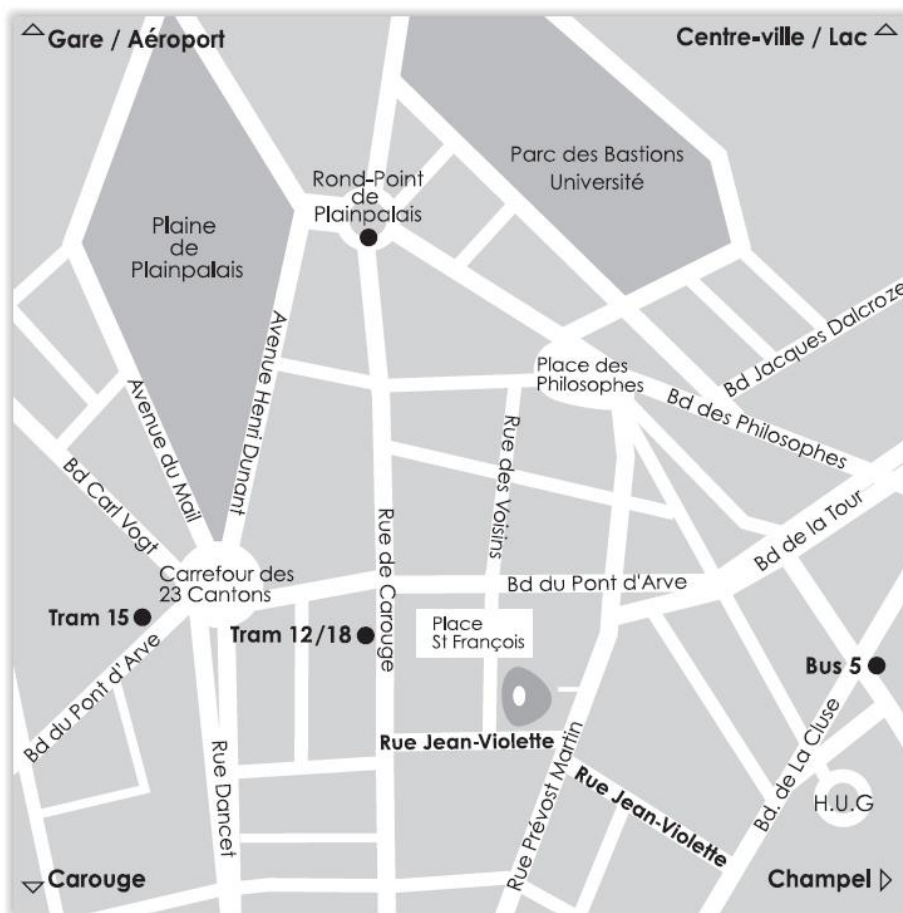 Gare / Aéroport
Centre-ville / Lac
Parc des Bastions
Université
Rond-Point
de
Plainpalais
Plaine
de
Plainpalais
Bd Jacques Dalcroze
Avenue Henri Dunant
Place des
Philosophes
Avenue du Mail
Bd des Philosophes
Rue des Voisins
Bd Carl Vogt
Rue de Carouge
Bd de la Tour
Carrefour des
23 Cantons
Bd du Pont d'Arve
Tram 15
Tram 12/18
Place
St François
Bus 5
Bd du Pont d'Arve
Rue Jean-Violette
Rue Dancet
Rue Prévost Martin
Rue Jean-Violette
Bd. de La Cluse
H.U.G
Carouge
Champel